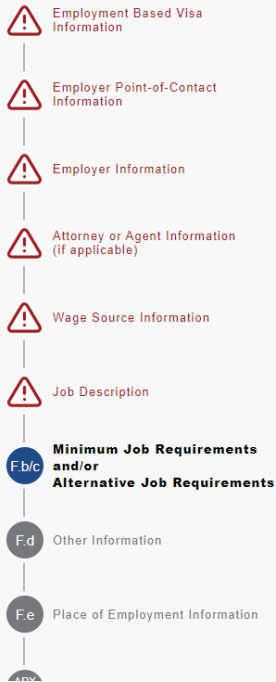 Employment Based Visa
Information
Employer Point-of-Contact
Information
Employer Information
Attorney or Agent Information
(if applicable)
Wage Source Information
Job Description
F.b/c
Minimum Job Requirements
and/or
Alternative Job Requirements
F.d
Other Information
F.e
Place of Employment Information